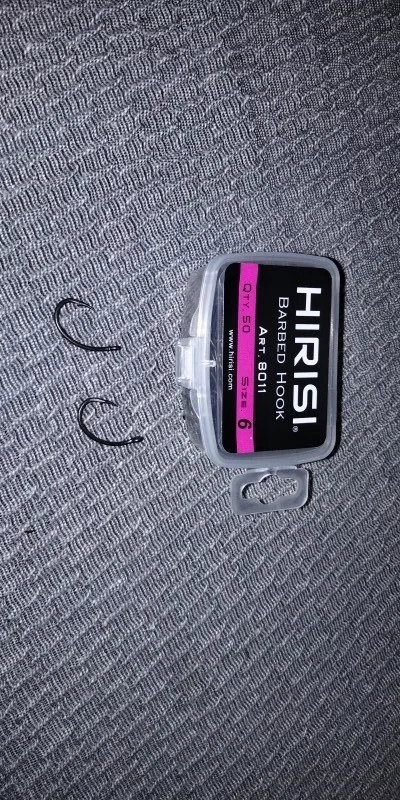 HIRISI®
BARBED HOOK
ART. 8011
QTY. 50 SIZE 6
www.hirisi.com